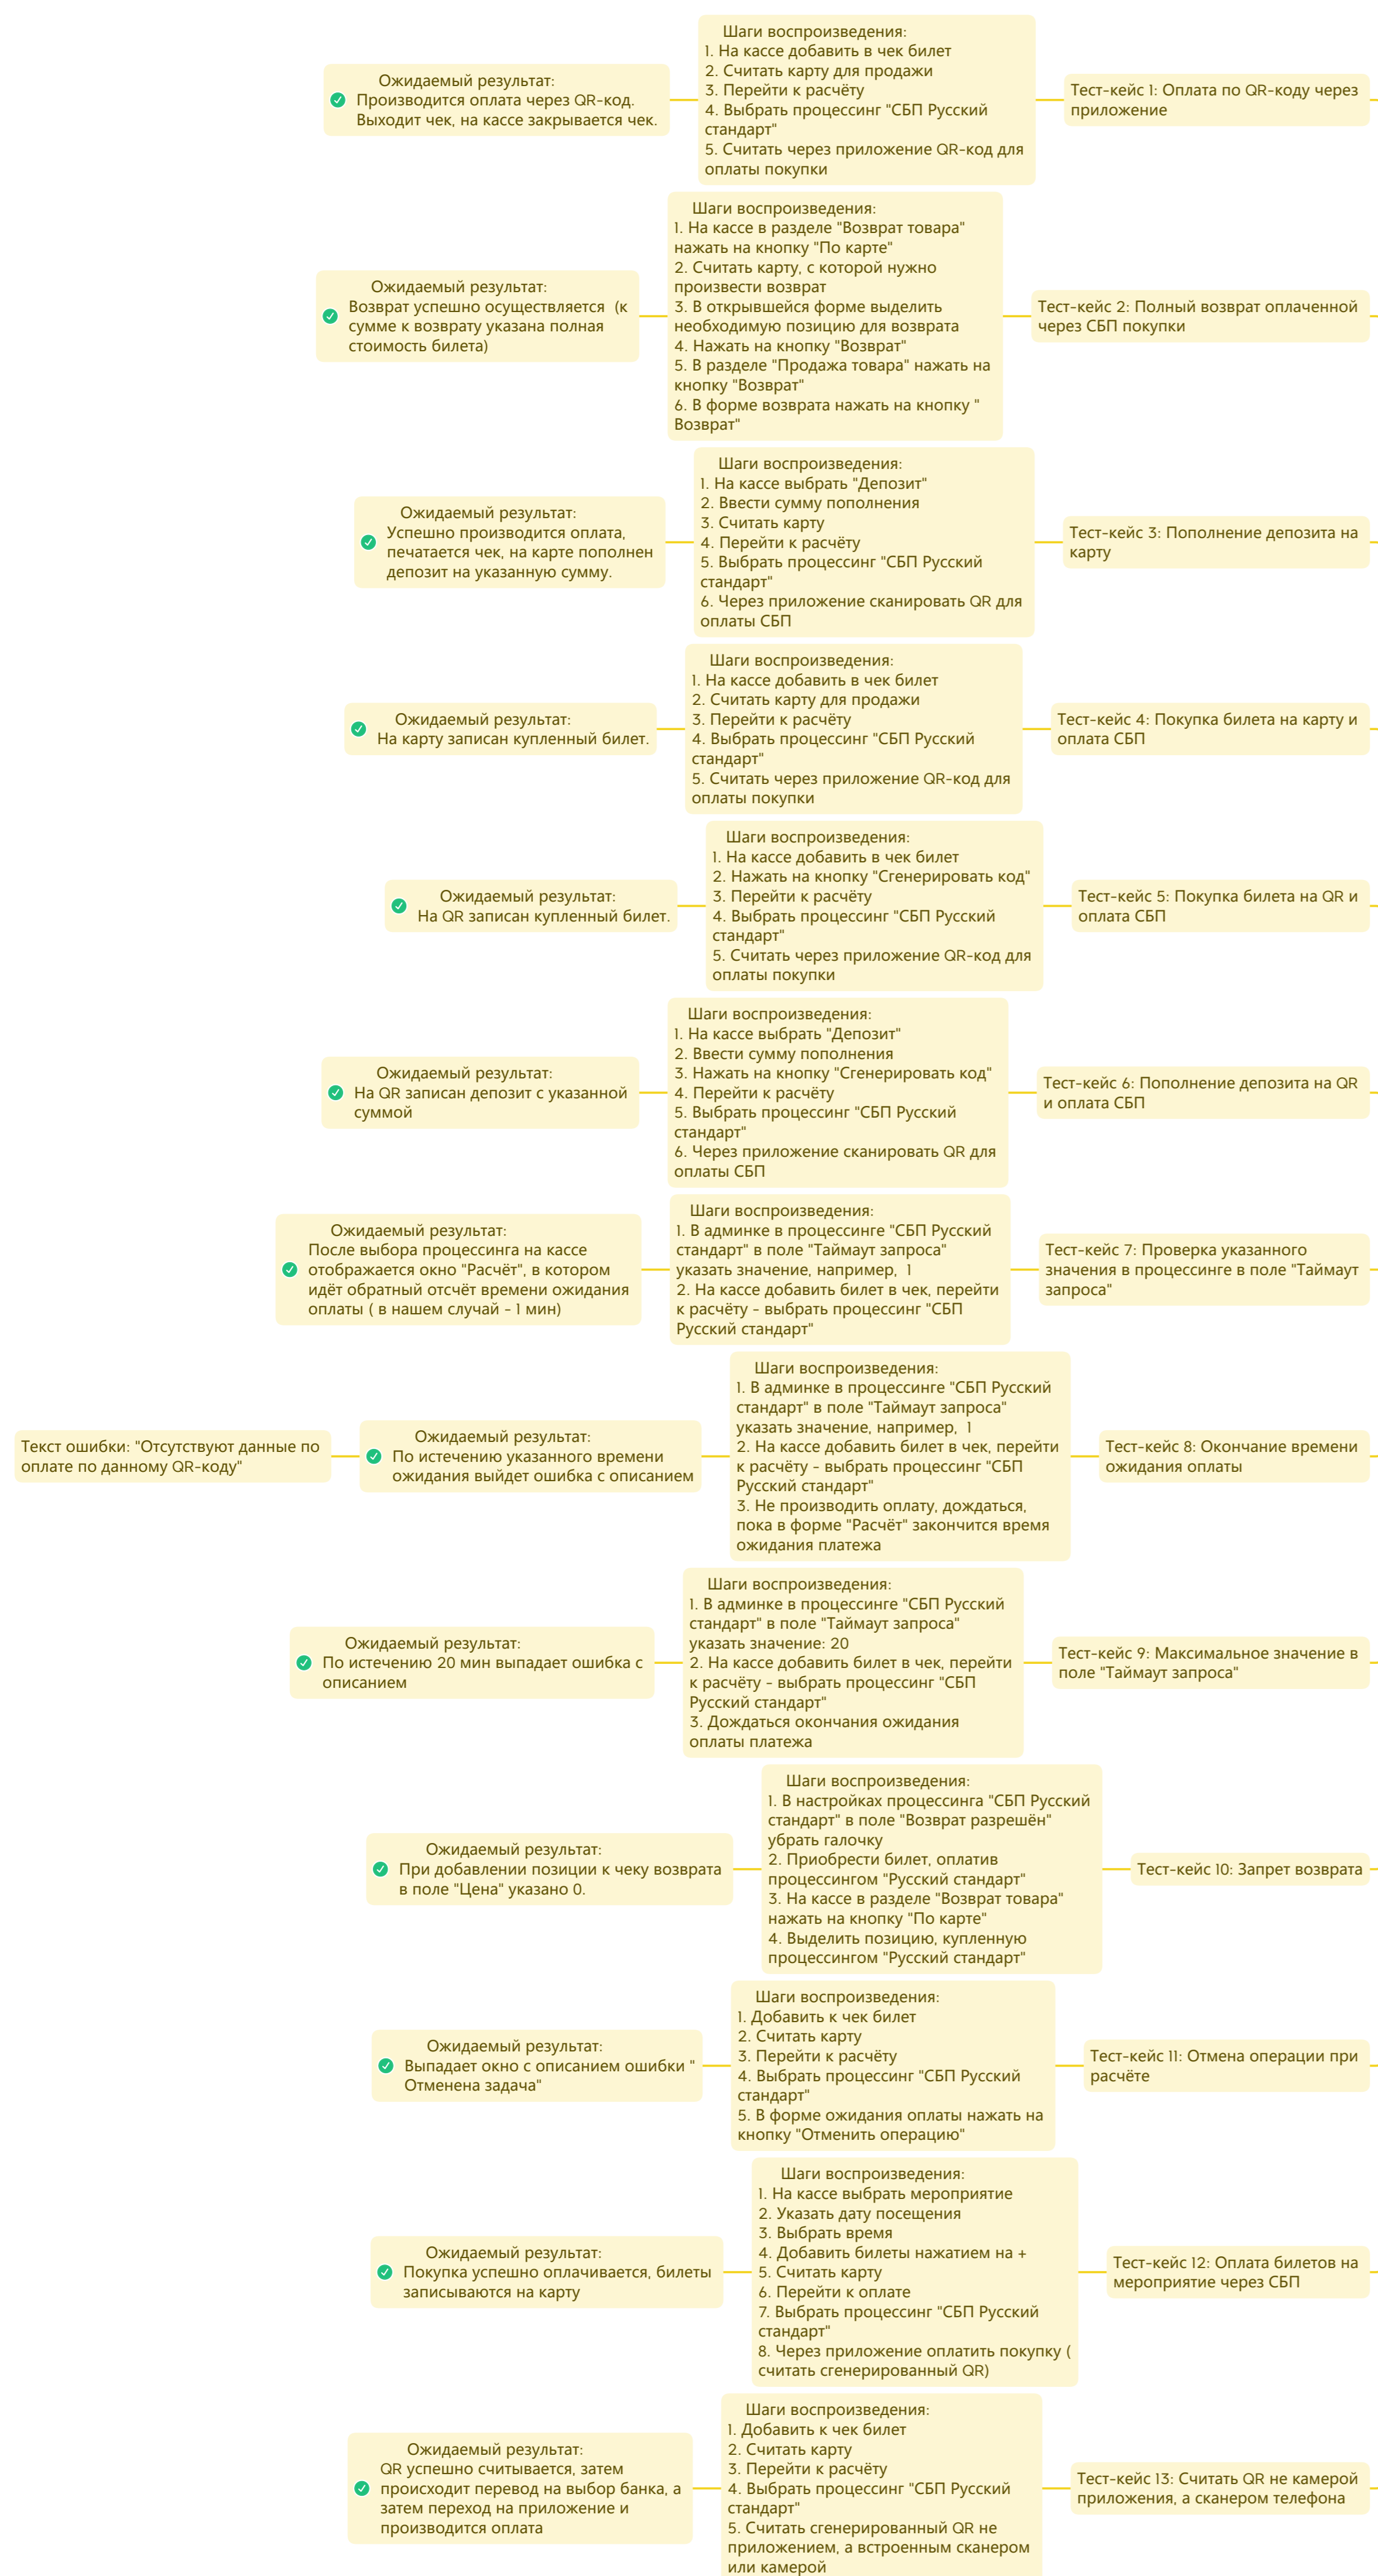 Ожидаемый результат:
Производится оплата через QR-код.
Выходит чек, на кассе закрывается чек.
Шаги воспроизведения:
1. На кассе добавить в чек билет
2. Считать карту для продажи
3. Перейти к расчёту
4. Выбрать процессинг "СБП Русский
стандарт"
5. Считать через приложение QR-код для
оплаты покупки
Тест-кейс 1: Оплата по QR-коду через
приложение
Ожидаемый результат:
Возврат успешно осуществляется (к
сумме к возврату указана полная
стоимость билета)
Шаги воспроизведения:
1. На кассе в разделе "Возврат товара"
нажать на кнопку "По карте"
2. Считать карту, с которой нужно
произвести возврат
3. В открывшейся форме выделить
необходимую позицию для возврата
4. Нажать на кнопку "Возврат"
5. В разделе "Продажа товара" нажать на
кнопку "Возврат"
6. В форме возврата нажать на кнопку "
Возврат"
Тест-кейс 2: Полный возврат оплаченной
через СБП покупки
Ожидаемый результат:
Успешно производится оплата,
печатается чек, на карте пополнен
депозит на указанную сумму.
Шаги воспроизведения:
1. На кассе выбрать "Депозит"
2. Ввести сумму пополнения
3. Считать карту
4. Перейти к расчёту
5. Выбрать процессинг "СБП Русский
стандарт"
6. Через приложение сканировать QR для
оплаты СБП
Тест-кейс 3: Пополнение депозита на
карту
Ожидаемый результат:
На карту записан купленный билет.
Шаги воспроизведения:
1. На кассе добавить в чек билет
2. Считать карту для продажи
3. Перейти к расчёту
4. Выбрать процессинг "СБП Русский
стандарт"
5. Считать через приложение QR-код для
оплаты покупки
Тест-кейс 4: Покупка билета на карту и
оплата СБП
Ожидаемый результат:
На QR записан купленный билет.
Шаги воспроизведения:
1. На кассе добавить в чек билет
2. Нажать на кнопку "Сгенерировать код"
3. Перейти к расчёту
4. Выбрать процессинг "СБП Русский
стандарт"
5. Считать через приложение QR-код для
оплаты покупки
Тест-кейс 5: Покупка билета на QR и
оплата СБП
Ожидаемый результат:
На QR записан депозит с указанной
суммой
Шаги воспроизведения:
1. На кассе выбрать "Депозит"
2. Ввести сумму пополнения
3. Нажать на кнопку "Сгенерировать код"
4. Перейти к расчёту
5. Выбрать процессинг "СБП Русский
стандарт"
6. Через приложение сканировать QR для
оплаты СБП
Тест-кейс 6: Пополнение депозита на QR
и оплата СБП
Ожидаемый результат:
После выбора процессинга на кассе
отображается окно "Расчёт", в котором
идёт обратный отсчёт времени ожидания
оплаты ( в нашем случай - 1 мин)
Шаги воспроизведения:
1. В админке в процессинге "СБП Русский
стандарт" в поле "Таймаут запроса"
указать значение, например, 1
2. На кассе добавить билет в чек, перейти
к расчёту - выбрать процессинг "СБП
Русский стандарт"
Тест-кейс 7: Проверка указанного
значения в процессинге в поле "Таймаут
запроса"
Текст ошибки: "Отсутствуют данные по
оплате по данному QR-коду"
Ожидаемый результат:
По истечению указанного времени
ожидания выйдет ошибка с описанием
Шаги воспроизведения:
1. В админке в процессинге "СБП Русский
стандарт" в поле "Таймаут запроса"
указать значение, например, 1
2. На кассе добавить билет в чек, перейти
к расчёту - выбрать процессинг "СБП
Русский стандарт"
3. Не производить оплату, дождаться,
пока в форме "Расчёт" закончится время
ожидания платежа
Тест-кейс 8: Окончание времени
ожидания оплаты
Ожидаемый результат:
По истечению 20 мин выпадает ошибка с
описанием
Шаги воспроизведения:
1. В админке в процессинге "СБП Русский
стандарт" в поле "Таймаут запроса"
указать значение: 20
2. На кассе добавить билет в чек, перейти
к расчёту - выбрать процессинг "СБП
Русский стандарт"
3. Дождаться окончания ожидания
оплаты платежа
Тест-кейс 9: Максимальное значение в
поле "Таймаут запроса"
Ожидаемый результат:
При добавлении позиции к чеку возврата
в поле "Цена" указано 0.
Шаги воспроизведения:
1. В настройках процессинга "СБП Русский
стандарт" в поле "Возврат разрешён"
убрать галочку
2. Приобрести билет, оплатив
процессингом "Русский стандарт"
3. На кассе в разделе "Возврат товара"
нажать на кнопку "По карте"
4. Выделить позицию, купленную
процессингом "Русский стандарт"
Тест-кейс 10: Запрет возврата
Ожидаемый результат:
Выпадает окно с описанием ошибки "
Отменена задача"
Шаги воспроизведения:
1. Добавить к чек билет
2. Считать карту
3. Перейти к расчёту
4. Выбрать процессинг "СБП Русский
стандарт"
5. В форме ожидания оплаты нажать на
кнопку "Отменить операцию"
Тест-кейс 11: Отмена операции при
расчёте
Ожидаемый результат:
Покупка успешно оплачивается, билеты
записываются на карту
Шаги воспроизведения:
1. На кассе выбрать мероприятие
2. Указать дату посещения
3. Выбрать время
4. Добавить билеты нажатием на +
5. Считать карту
6. Перейти к оплате
7. Выбрать процессинг "СБП Русский
стандарт"
8. Через приложение оплатить покупку (
считать сгенерированный QR)
Тест-кейс 12: Оплата билетов на
мероприятие через СБП
Ожидаемый результат:
QR успешно считывается, затем
происходит перевод на выбор банка, а
затем переход на приложение и
производится оплата
Шаги воспроизведения:
1. Добавить к чек билет
2. Считать карту
3. Перейти к расчёту
4. Выбрать процессинг "СБП Русский
стандарт"
5. Считать сгенерированный QR не
приложением, а встроенным сканером
или камерой
Тест-кейс 13: Считать QR не камерой
приложения, а сканером телефона